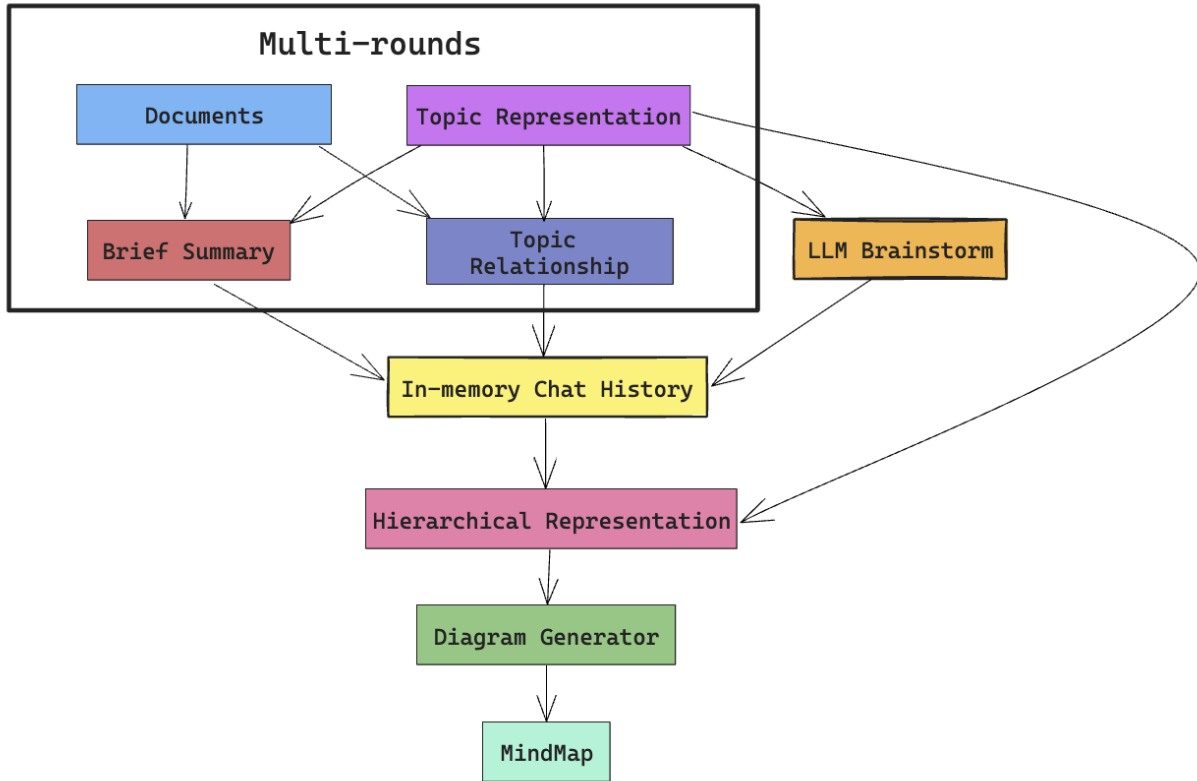 Multi-rounds
Documents
Topic Representation
Brief Summary
Topic
Relationship
LLM Brainstorm
In-memory Chat History
Hierarchical Representation
Diagram Generator
MindMap